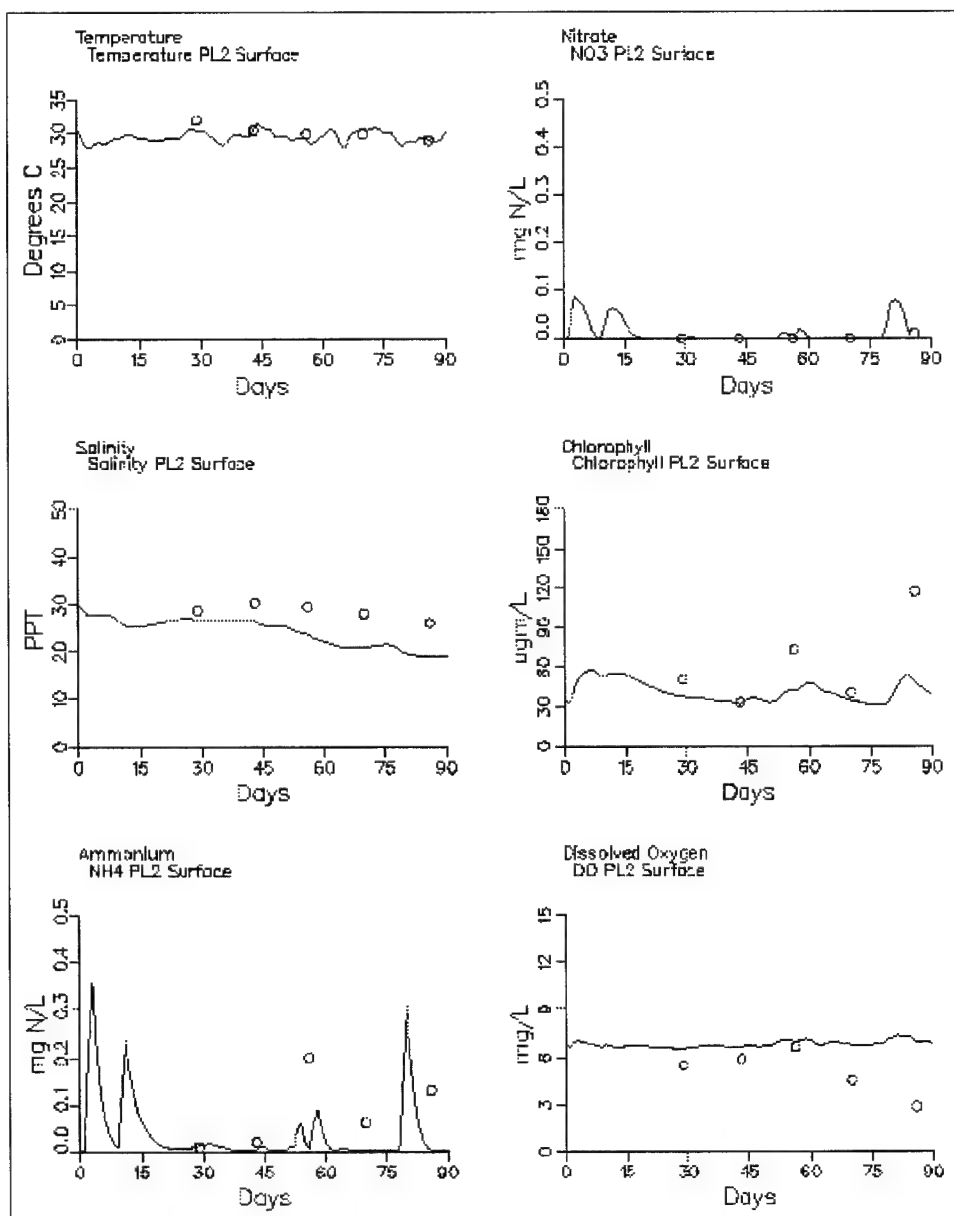 Temperature
Temperature PL2 Surface
Degrees C
0 5 10 15 20 25 30 35
0 15 30 45 60 75 90
Days
Nitrate
NO3 PL2 Surface
mg N/L
0.0 0.1 0.2 0.3 0.4 0.5
0 15 30 45 60 75 90
Days
Salinity
Salinity PL2 Surface
PPT
0 10 20 30 40 50
0 15 30 45 60 75 90
Days
Chlorophyll
Chlorophyll PL2 Surface
ugm/L
0 30 60 90 120 150 180
0 15 30 45 60 75 90
Days
Ammonium
NH4 PL2 Surface
mg N/L
0.0 0.1 0.2 0.3 0.4 0.5
0 15 30 45 60 75 90
Days
Dissolved Oxygen
DO PL2 Surface
mg/L
0 3 6 9 12 15
0 15 30 45 60 75 90
Days